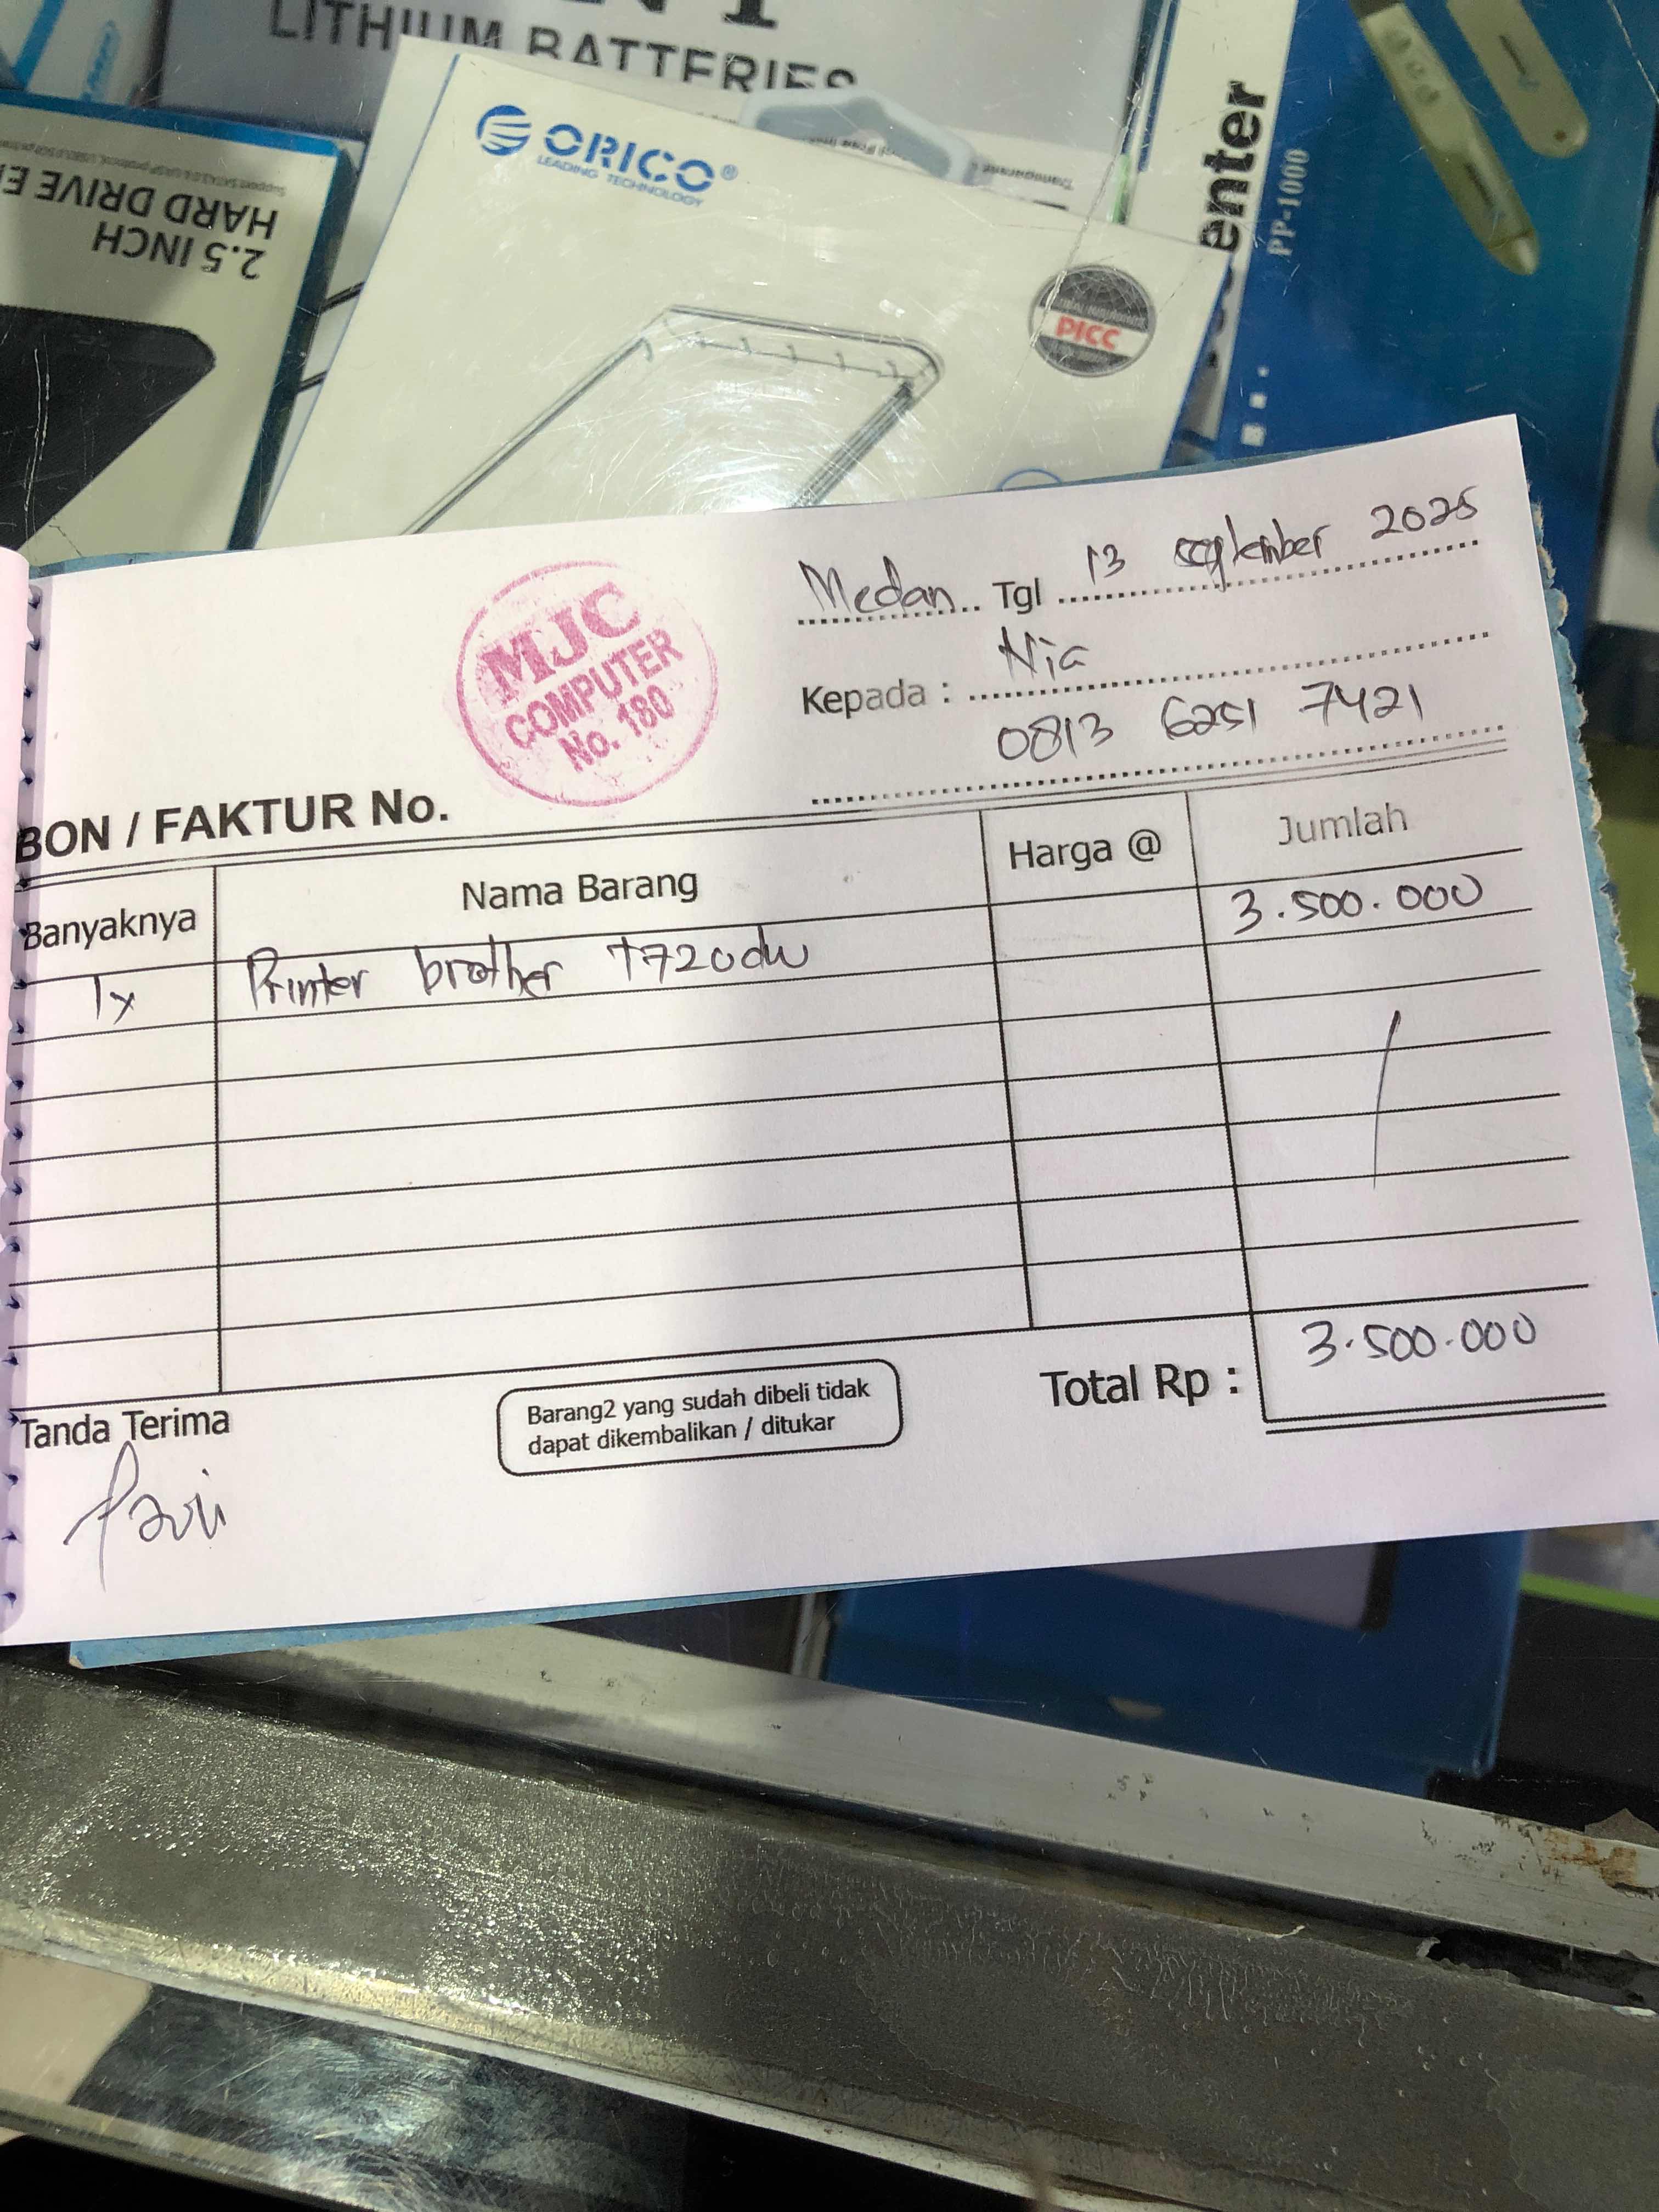 LITHIUM BATTERIES
ORICO®
LEADING TECHNOLOGY
Transparent
HARD DRIVE E
2.5 INCH
PICC
enter
PP-1000
MJC
COMPUTER
No. 180
Medan Tgl 13 september 2025
Kepada : Nia
0813 6251 7421
BON / FAKTUR No.
Banyaknya Nama Barang Harga @ Jumlah
1x Printer brother T720dw 3.500.000
Total Rp : 3.500.000
Tanda Terima
Barang2 yang sudah dibeli tidak
dapat dikembalikan / ditukar